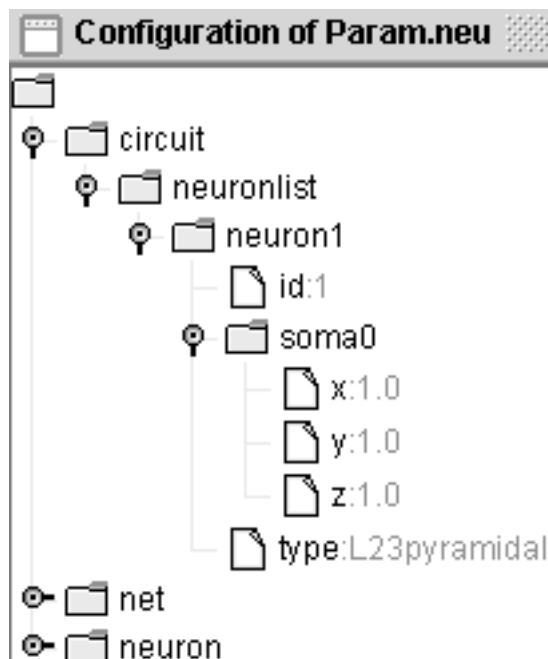 Configuration of Param.neu
circuit
neuronlist
neuron1
id:1
soma0
x:1.0
y:1.0
z:1.0
type:L23pyramidal
net
neuron